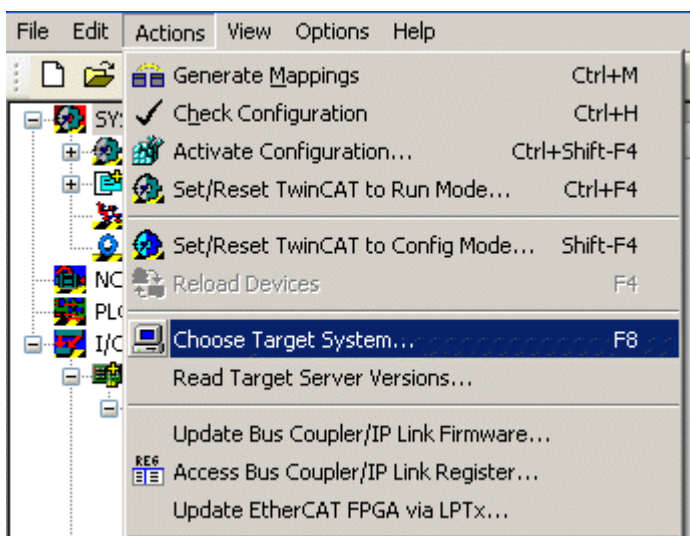 File Edit Actions View Options Help
Generate Mappings Ctrl+M
SY
Check Configuration Ctrl+H
Activate Configuration... Ctrl+Shift-F4
Set/Reset TwinCAT to Run Mode... Ctrl+F4
Set/Reset TwinCAT to Config Mode... Shift-F4
NC
Reload Devices F4
PL
I/O
Choose Target System... F8
Read Target Server Versions...
Update Bus Coupler/IP Link Firmware...
REG
Access Bus Coupler/IP Link Register...
Update EtherCAT FPGA via LPTx...